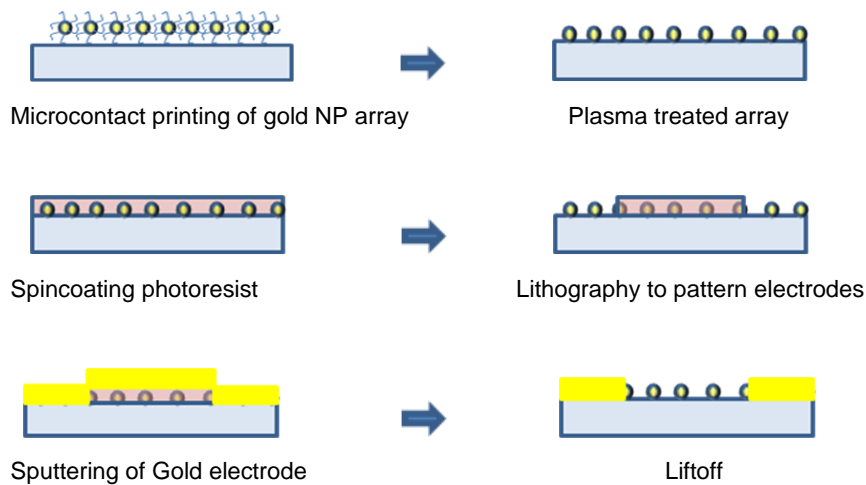 Microcontact printing of gold NP array
Plasma treated array
Spincoating photoresist
Lithography to pattern electrodes
Sputtering of Gold electrode
Liftoff